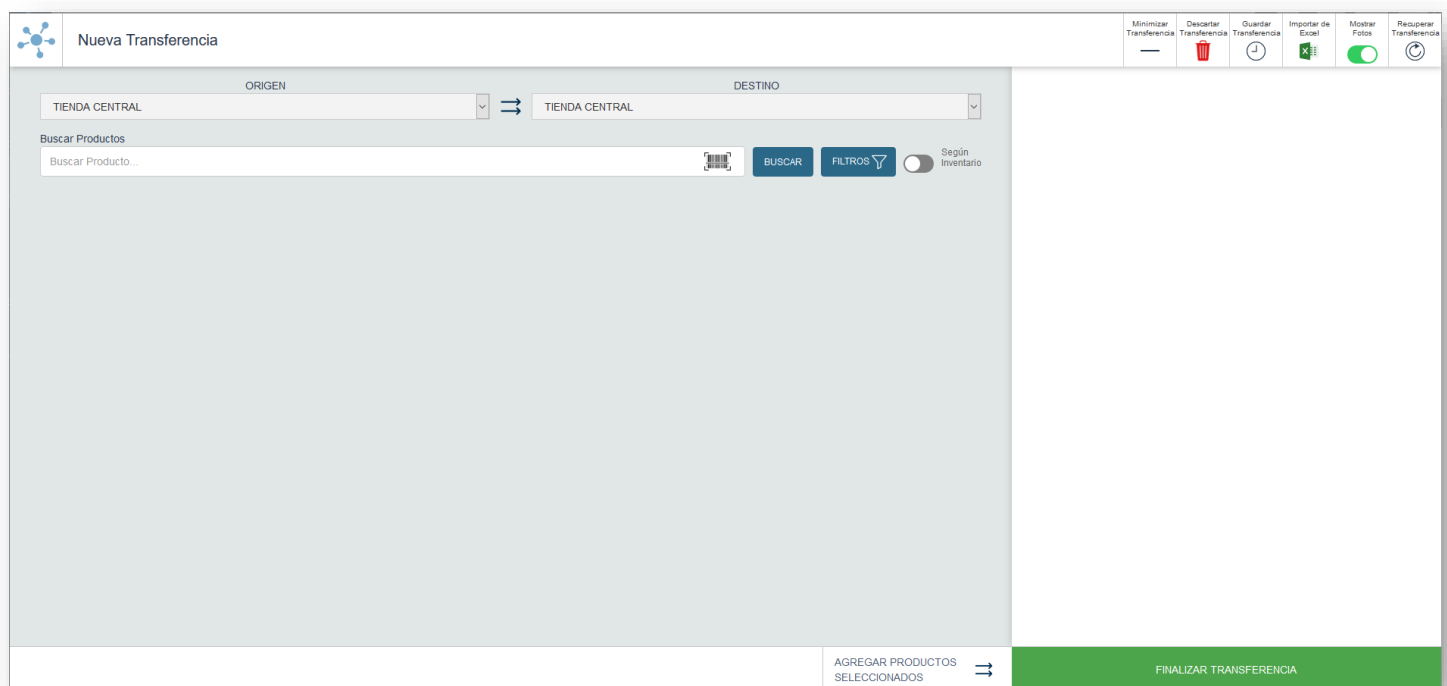 Nueva Transferencia
Minimizar
Transferencia
Descartar
Transferencia
Guardar
Transferencia
Importar de
Excel
Mostrar
Fotos
Recuperar
Transferencia
ORIGEN
DESTINO
TIENDA CENTRAL
TIENDA CENTRAL
Buscar Productos
Buscar Producto...
BUSCAR
FILTROS
Según
Inventario
AGREGAR PRODUCTOS
SELECCIONADOS
FINALIZAR TRANSFERENCIA